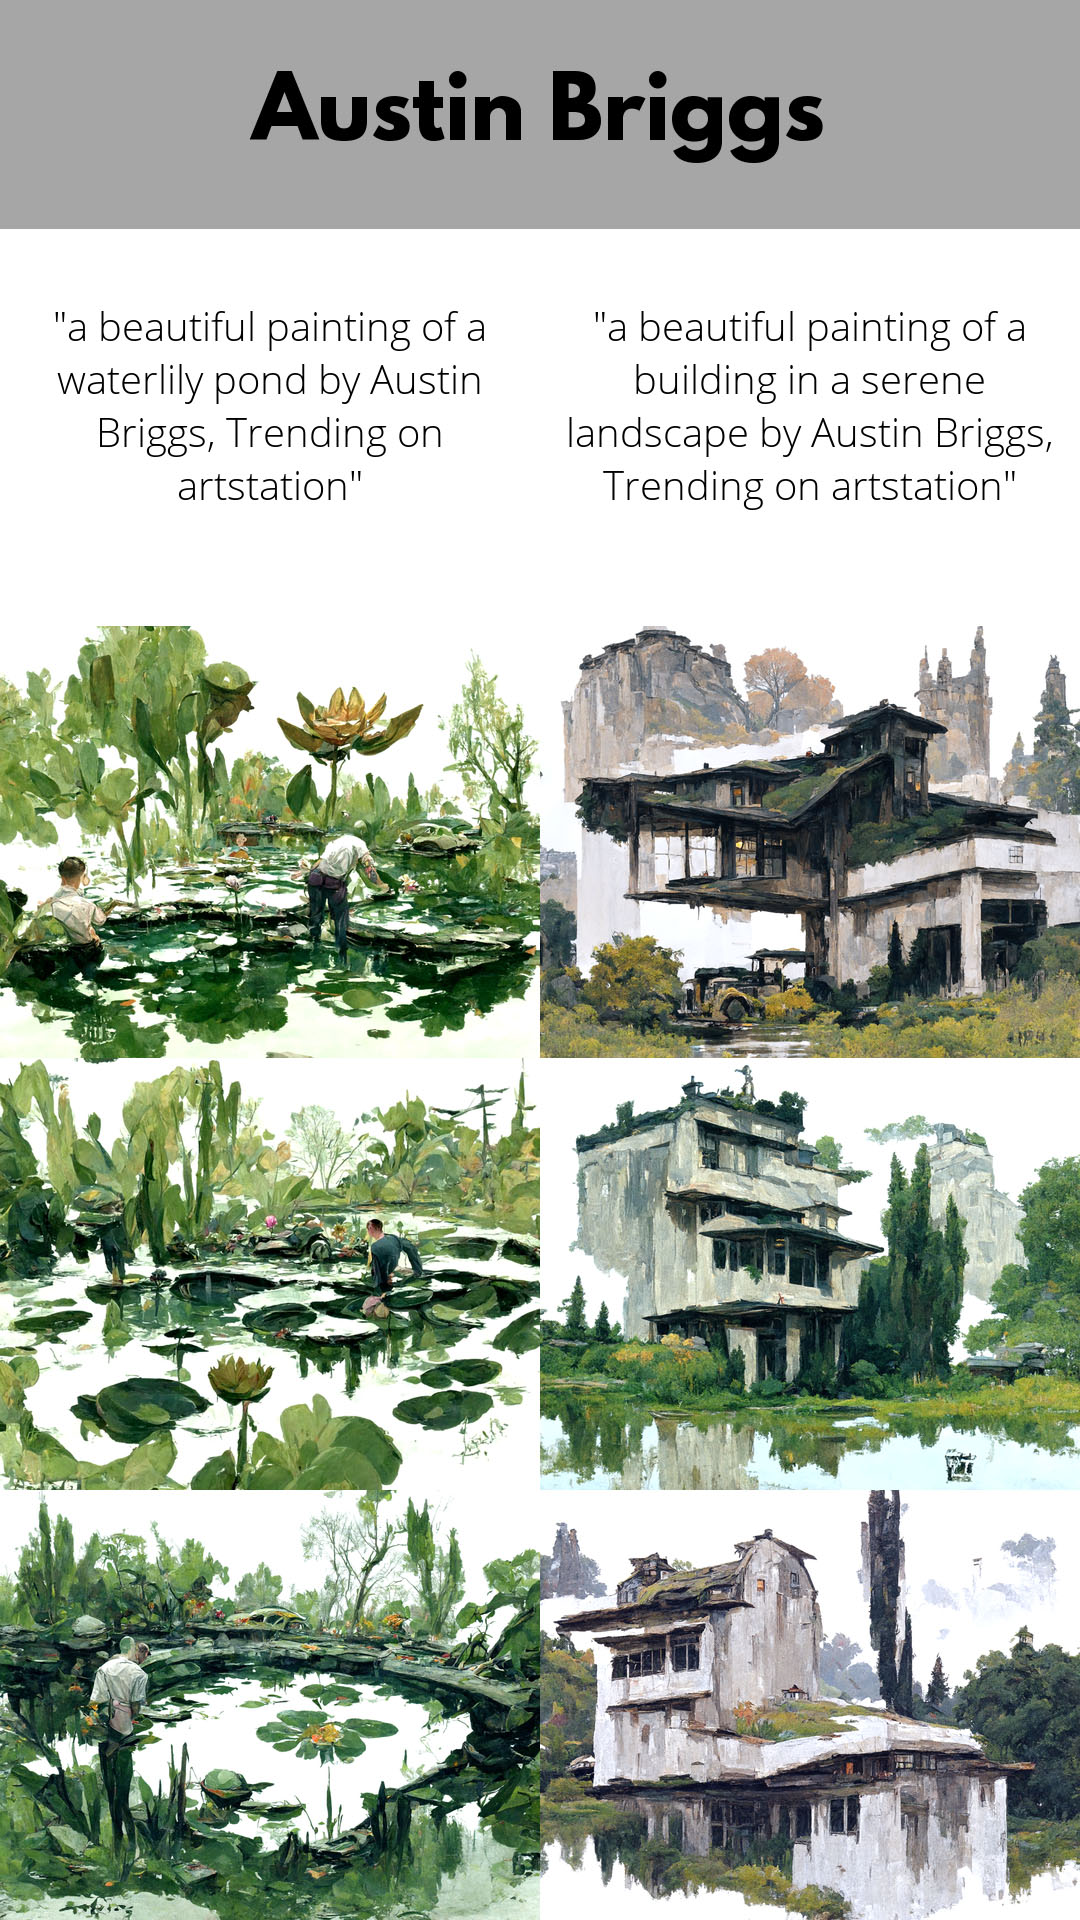 Austin Briggs
"a beautiful painting of a
waterlily pond by Austin
Briggs, Trending on
artstation"
"a beautiful painting of a
building in a serene
landscape by Austin Briggs,
Trending on artstation"